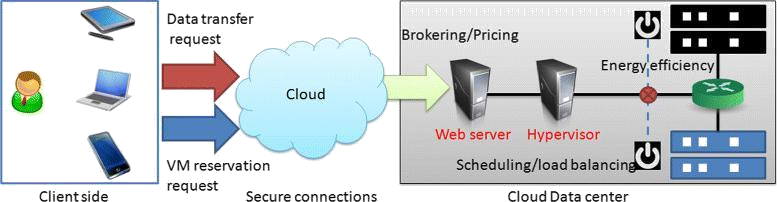 Data transfer
request
Brokering/Pricing
Energy efficiency
Cloud
Web server
Hypervisor
VM reservation
request
Scheduling/load balancing
Client side
Secure connections
Cloud Data center